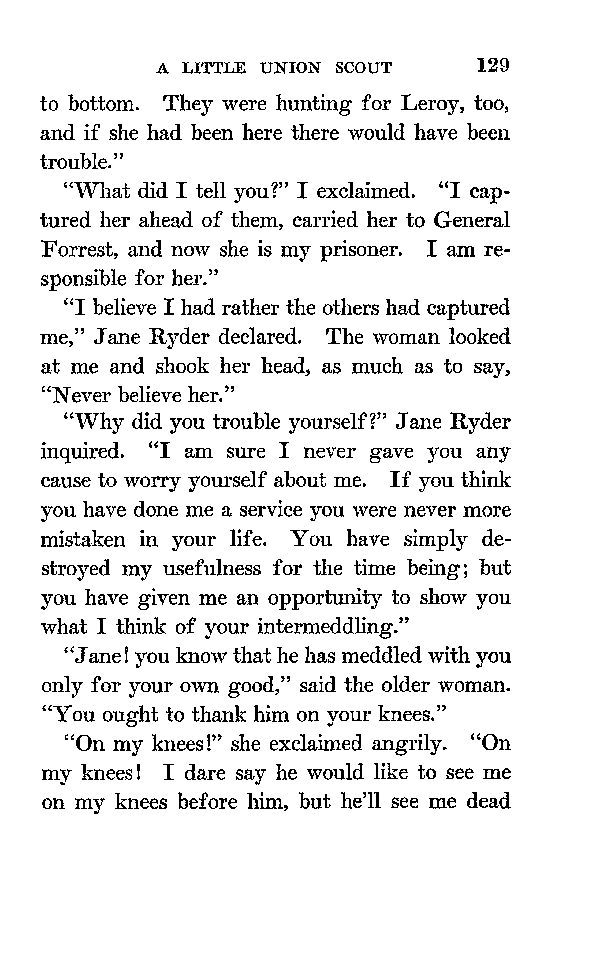 A LITTLE UNION SCOUT 129
to bottom. They were hunting for Leroy, too,
and if she had been here there would have been
trouble.”
“What did I tell you?” I exclaimed. “I cap-
tured her ahead of them, carried her to General
Forrest, and now she is my prisoner. I am re-
sponsible for her.”
“I believe I had rather the others had captured
me,” Jane Ryder declared. The woman looked
at me and shook her head, as much as to say,
“Never believe her.”
“Why did you trouble yourself?” Jane Ryder
inquired. “I am sure I never gave you any
cause to worry yourself about me. If you think
you have done me a service you were never more
mistaken in your life. You have simply de-
stroyed my usefulness for the time being; but
you have given me an opportunity to show you
what I think of your intermeddling.”
“Jane! you know that he has meddled with you
only for your own good,” said the older woman.
“You ought to thank him on your knees.”
“On my knees!” she exclaimed angrily. “On
my knees! I dare say he would like to see me
on my knees before him, but he’ll see me dead